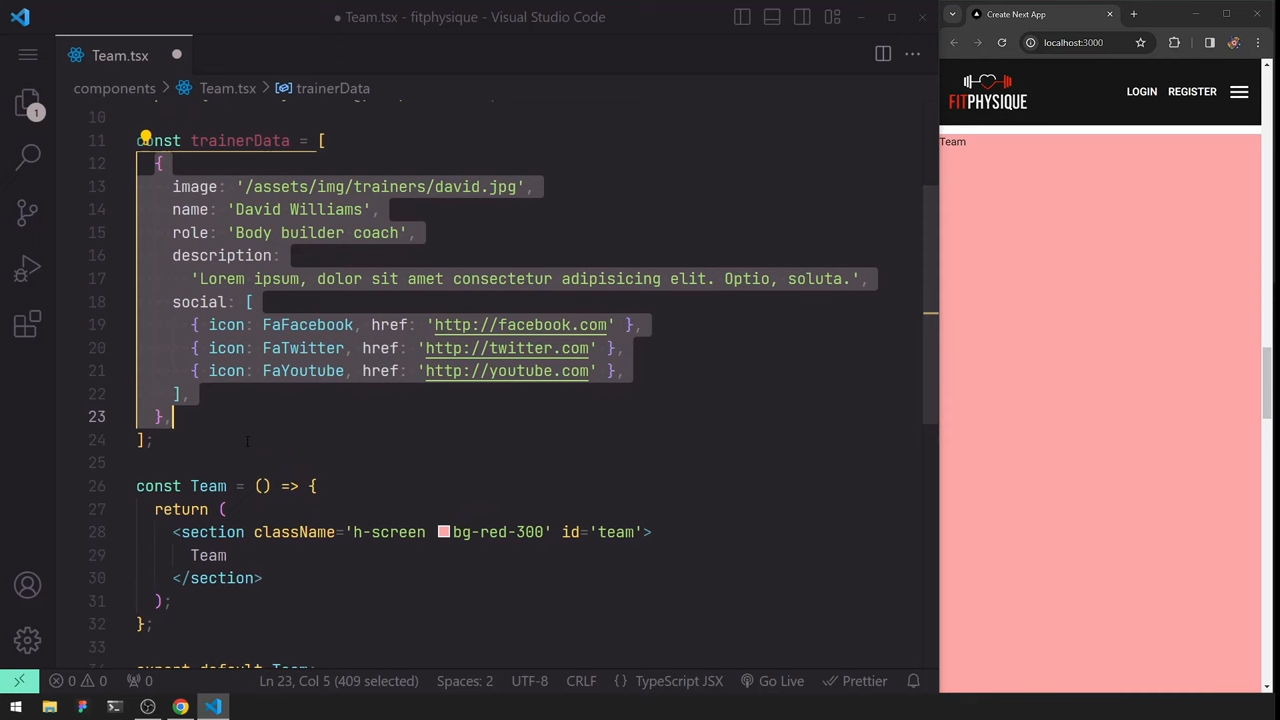 Team.tsx - fitphysique - Visual Studio Code
Team.tsx
components > Team.tsx > trainerData
10
11 const trainerData = [
12 {
13 image: '/assets/img/trainers/david.jpg',
14 name: 'David Williams',
15 role: 'Body builder coach',
16 description:
17 'Lorem ipsum, dolor sit amet consectetur adipisicing elit. Optio, soluta.',
18 social: [
19 { icon: FaFacebook, href: 'http://facebook.com' },
20 { icon: FaTwitter, href: 'http://twitter.com' },
21 { icon: FaYoutube, href: 'http://youtube.com' },
22 ],
23 },
24 ];
25
26 const Team = () => {
27 return (
28 <section className='h-screen bg-red-300' id='team'>
29 Team
30 </section>
31 );
32 };
33
export default Team;
1
0 0 0 Ln 23, Col 5 (409 selected) Spaces: 2 UTF-8 CRLF {} TypeScript JSX Go Live Prettier
Create Next App
localhost:3000
FITPHYSIQUE
LOGIN REGISTER
Team